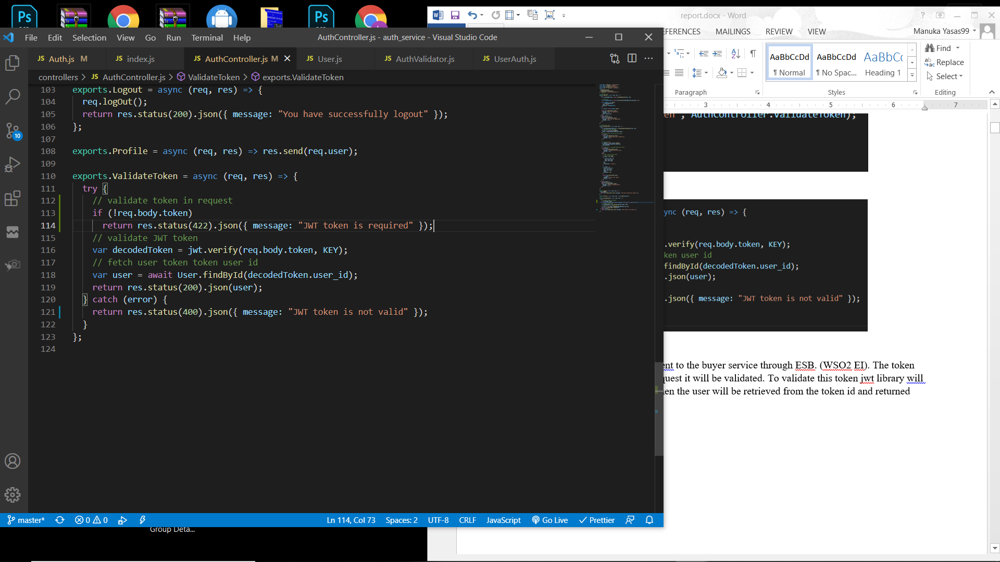 report.docx - Word
File Edit Selection View Go Run Terminal Help
AuthController.js - auth_service - Visual Studio Code
MAILINGS REVIEW VIEW
Manuka Yasas99
JS Auth.js M
JS index.js
JS AuthController.js M
JS User.js
JS AuthValidator.js
JS UserAuth.js
controllers > JS AuthController.js > ValidateToken > exports.ValidateToken
AaBbCcDd AaBbCcDd AaBbCc
¶ Normal ¶ No Spac... Heading 1
Find
Replace
Select
Paragraph Styles Editing
3 4 5 6 7
103 exports.Logout = async (req, res) => {
104 req.logOut();
105 return res.status(200).json({ message: "You have successfully logout" });
106 };
107
108 exports.Profile = async (req, res) => res.send(req.user);
109
110 exports.ValidateToken = async (req, res) => {
111 try {
112 // validate token in request
113 if (!req.body.token)
114 return res.status(422).json({ message: "JWT token is required" });
115 // validate JWT token
116 var decodedToken = jwt.verify(req.body.token, KEY);
117 // fetch user token token user id
118 var user = await User.findById(decodedToken.user_id);
119 return res.status(200).json(user);
120 } catch (error) {
121 return res.status(400).json({ message: "JWT token is not valid" });
122 }
123 };
124
en', AuthController.ValidateToken);
ync (req, res) => {
.verify(req.body.token, KEY);
ken user id
findById(decodedToken.user_id);
.json(user);
.json({ message: "JWT token is not valid" });
ent to the buyer service through ESB. (WSO2 EI). The token
quest it will be validated. To validate this token jwt library will
en the user will be retrieved from the token id and returned
10
master* 0 0
Ln 114, Col 73 Spaces: 2 UTF-8 CRLF JavaScript Go Live Prettier
Group Deta...